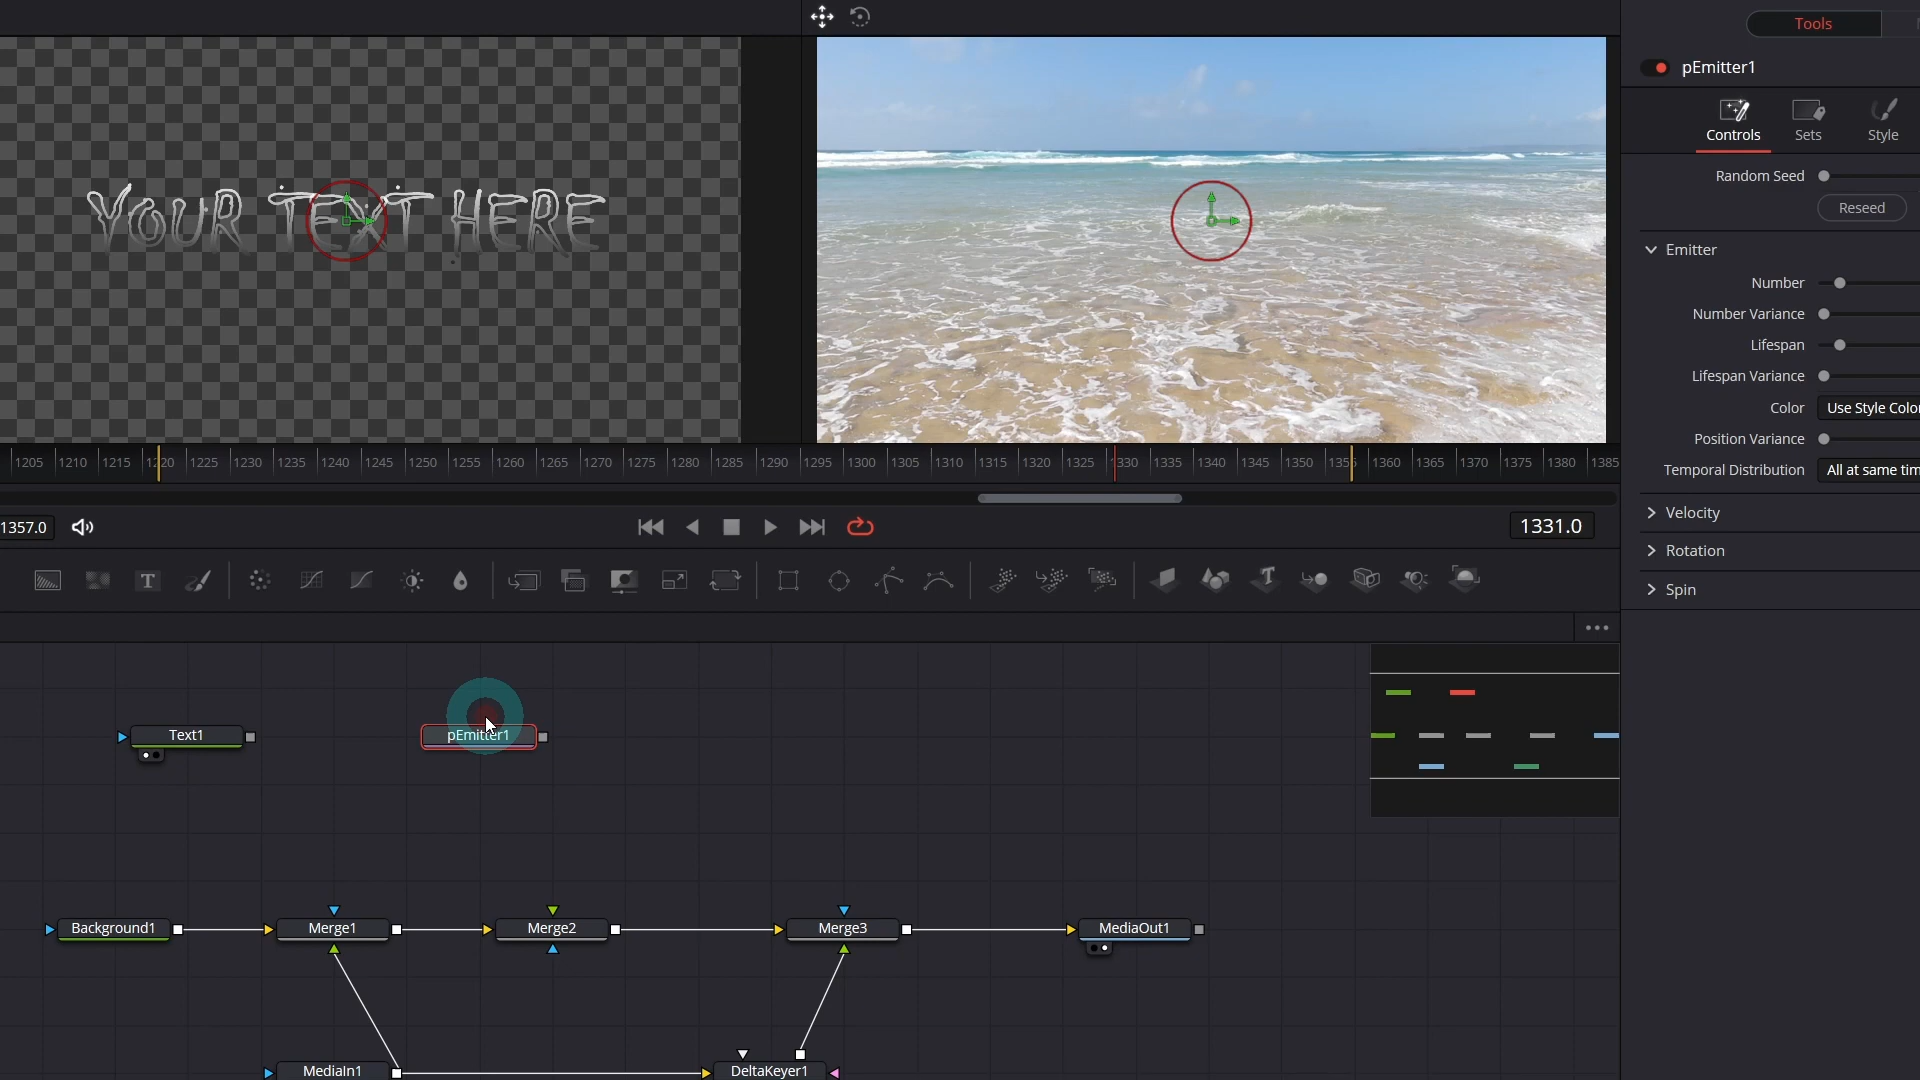 Tools
pEmitter1
Controls
Sets
Style
Random Seed
Reseed
Emitter
Number
Number Variance
Lifespan
Lifespan Variance
Color
Use Style Color
Position Variance
Temporal Distribution
All at same tim
Velocity
Rotation
Spin
YOUR TEXT HERE
1205 1210 1215 1220 1225 1230 1235 1240 1245 1250 1255 1260 1265 1270 1275 1280 1285 1290 1295 1300 1305 1310 1315 1320 1325 1330 1335 1340 1345 1350 1355 1360 1365 1370 1375 1380 1385
1357.0
1331.0
Text1
pEmitter1
Background1
Merge1
Merge2
Merge3
MediaOut1
MediaIn1
DeltaKeyer1